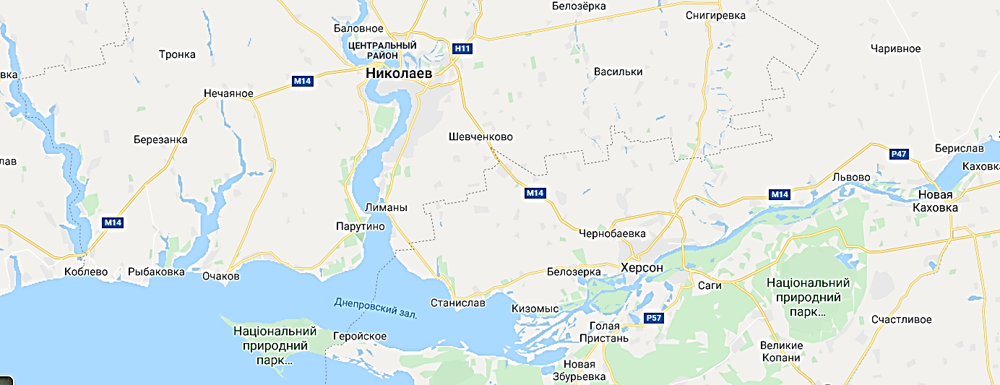 Белозёрка
Снигиревка
Баловное
ЦЕНТРАЛЬНЫЙ
РАЙОН
H11
Тронка
Чаривное
вка
Николаев
Васильки
M14
Нечаяное
Шевченково
Березанка
Берислав
P47
лав
Каховка
Львово
M14
M14
Новая
Каховка
Лиманы
M14
Парутино
Чернобаевка
Коблево
Рыбаковка
Очаков
Белозерка
Херсон
Саги
Національний
природний
парк...
Станислав
Днепровский зал.
Кизомыс
P57
Счастливое
Голая
Пристань
Національний
природний
парк...
Геройское
Великие
Копани
Новая
Збурьевка